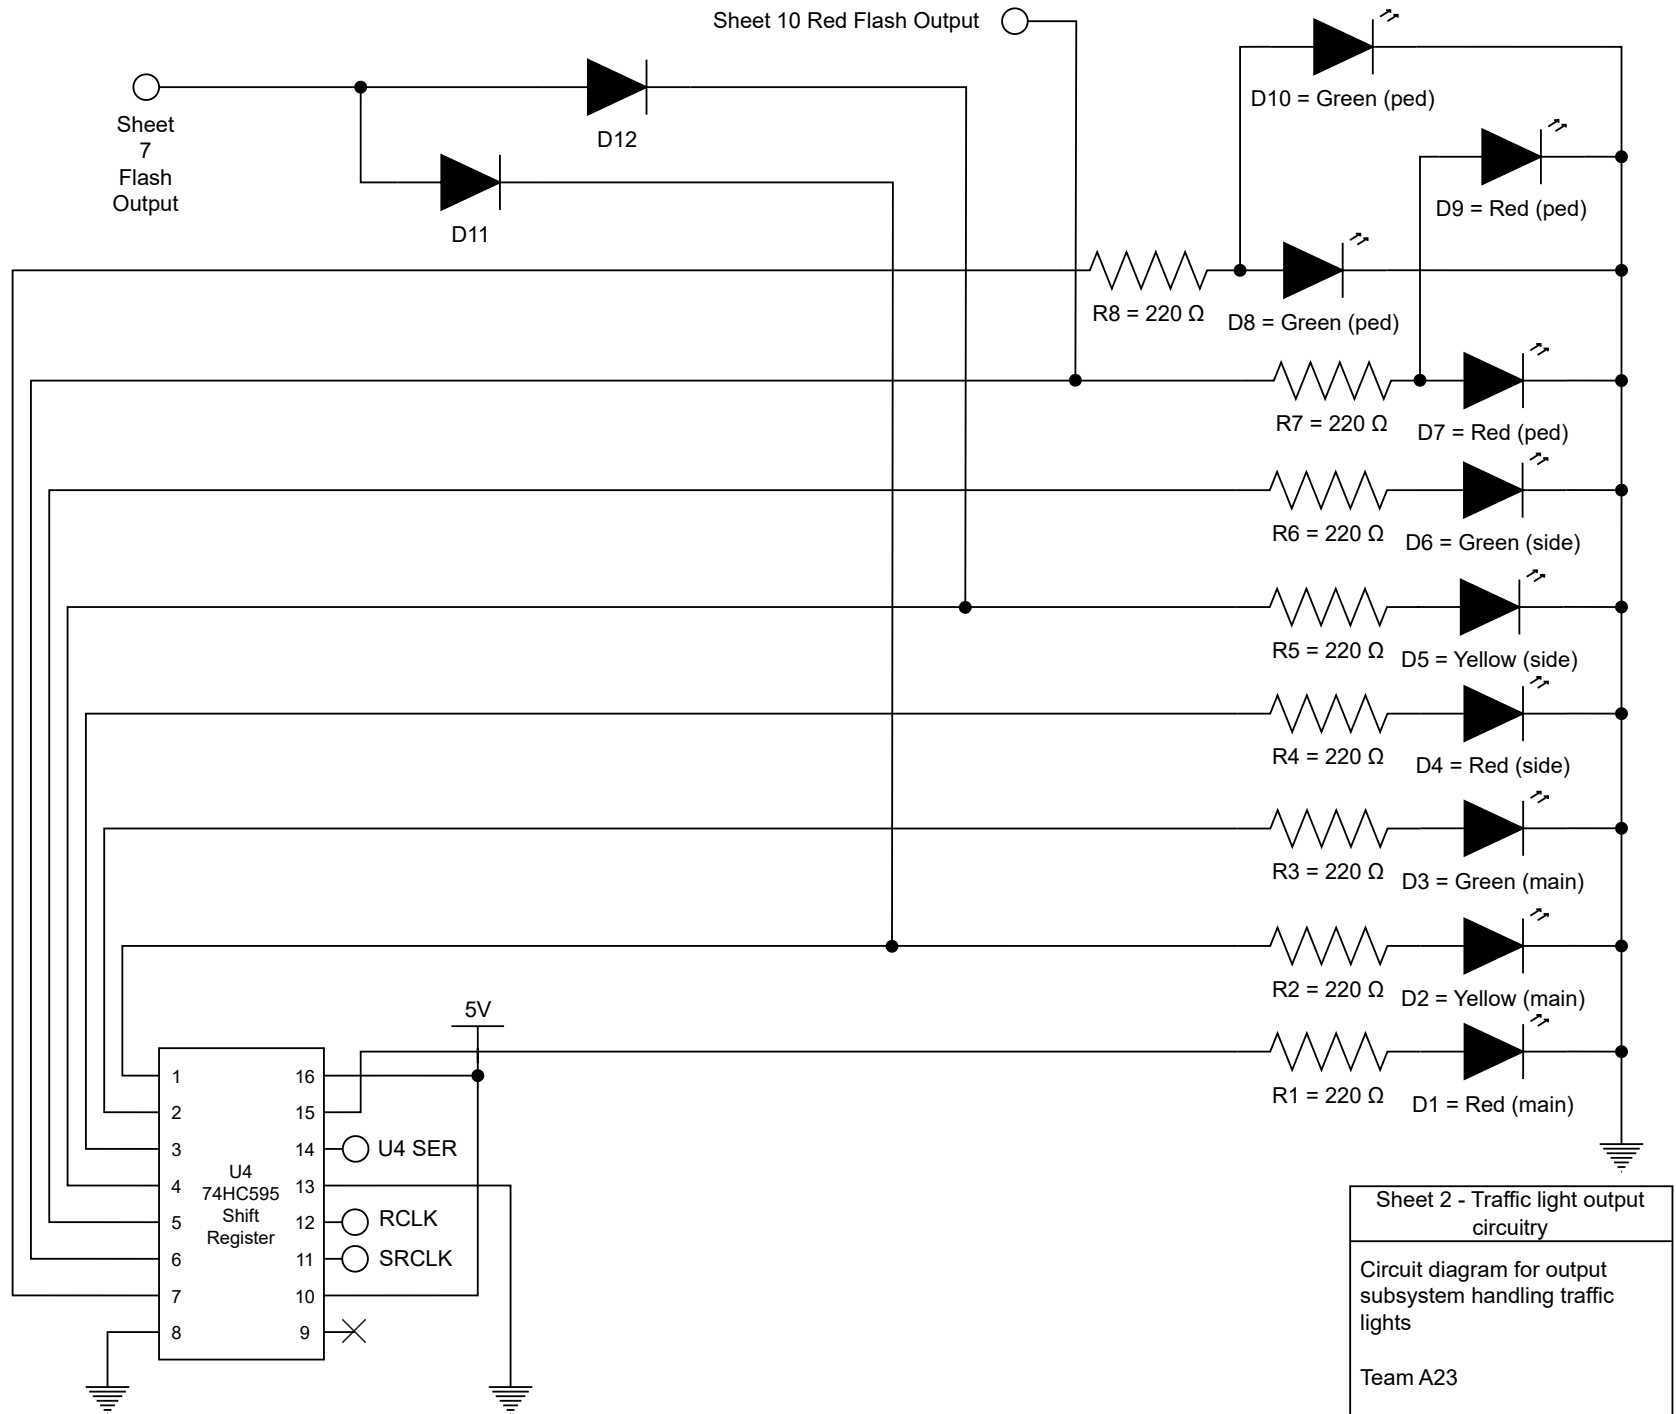 Sheet 10 Red Flash Output
D10 = Green (ped)
Sheet
7
Flash
Output
D12
D9 = Red (ped)
D11
R8 = 220 Ω
D8 = Green (ped)
R7 = 220 Ω
D7 = Red (ped)
R6 = 220 Ω
D6 = Green (side)
R5 = 220 Ω
D5 = Yellow (side)
R4 = 220 Ω
D4 = Red (side)
R3 = 220 Ω
D3 = Green (main)
R2 = 220 Ω
D2 = Yellow (main)
5V
R1 = 220 Ω
D1 = Red (main)
1
2
3
4
5
6
7
8
U4
74HC595
Shift
Register
16
15
14
13
12
11
10
9
U4 SER
RCLK
SRCLK
Sheet 2 - Traffic light output
circuitry
Circuit diagram for output
subsystem handling traffic
lights
Team A23